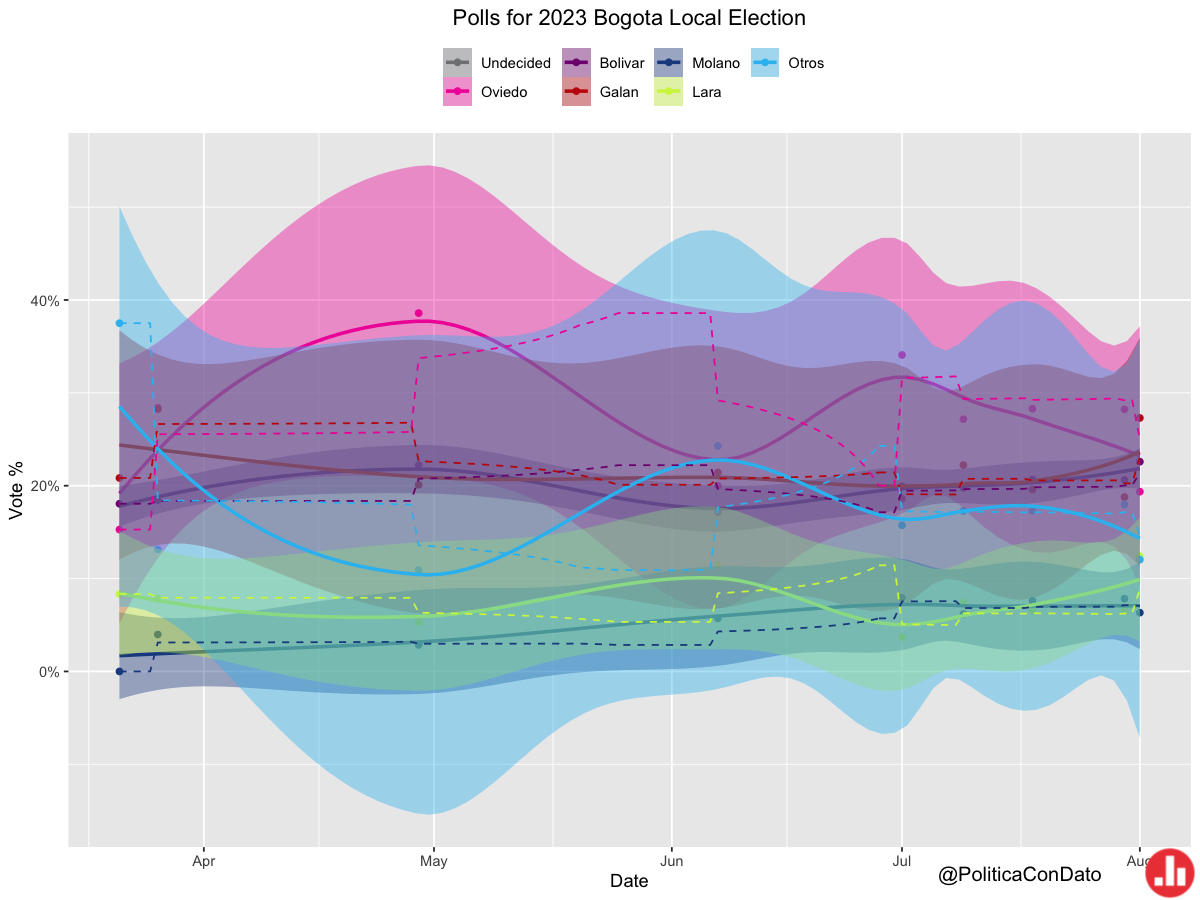 Polls for 2023 Bogota Local Election
Undecided Bolivar Molano Otros
Oviedo Galan Lara
Vote %
40%
20%
0%
Apr May Jun Jul Aug
Date
@PoliticaConDato